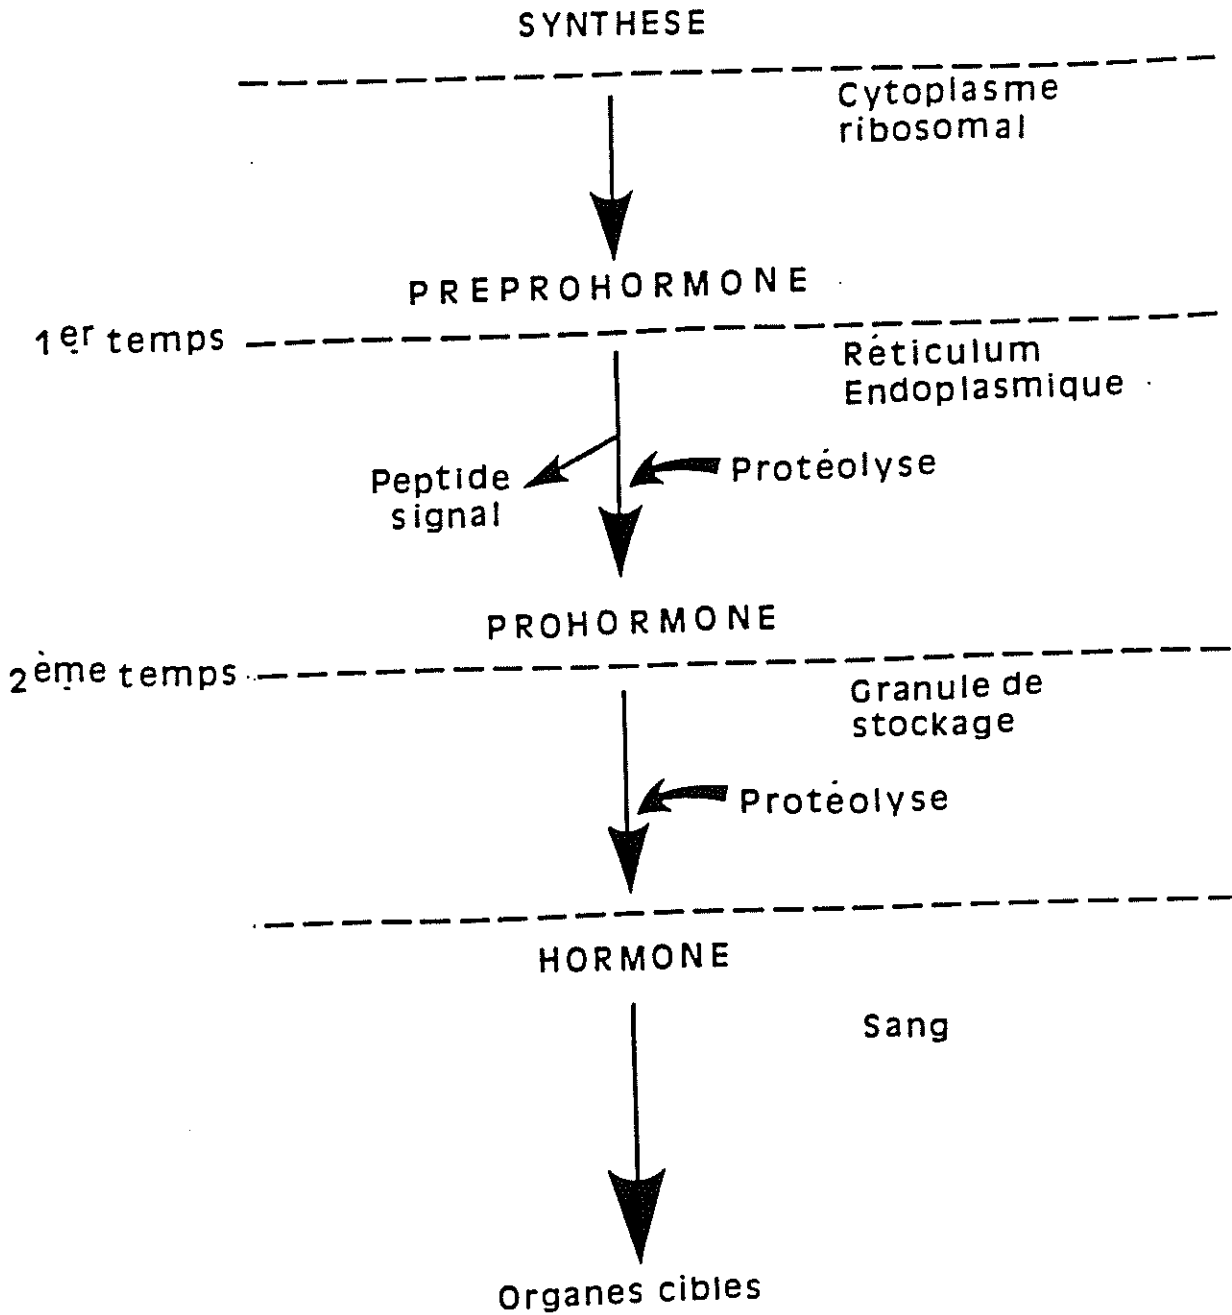 SYNTHESE
Cytoplasme
ribosomal
PREPROHORMONE
1er temps
Réticulum
Endoplasmique
Peptide
signal
Protéolyse
PROHORMONE
2ème temps
Granule de
stockage
Protéolyse
HORMONE
Sang
Organes cibles